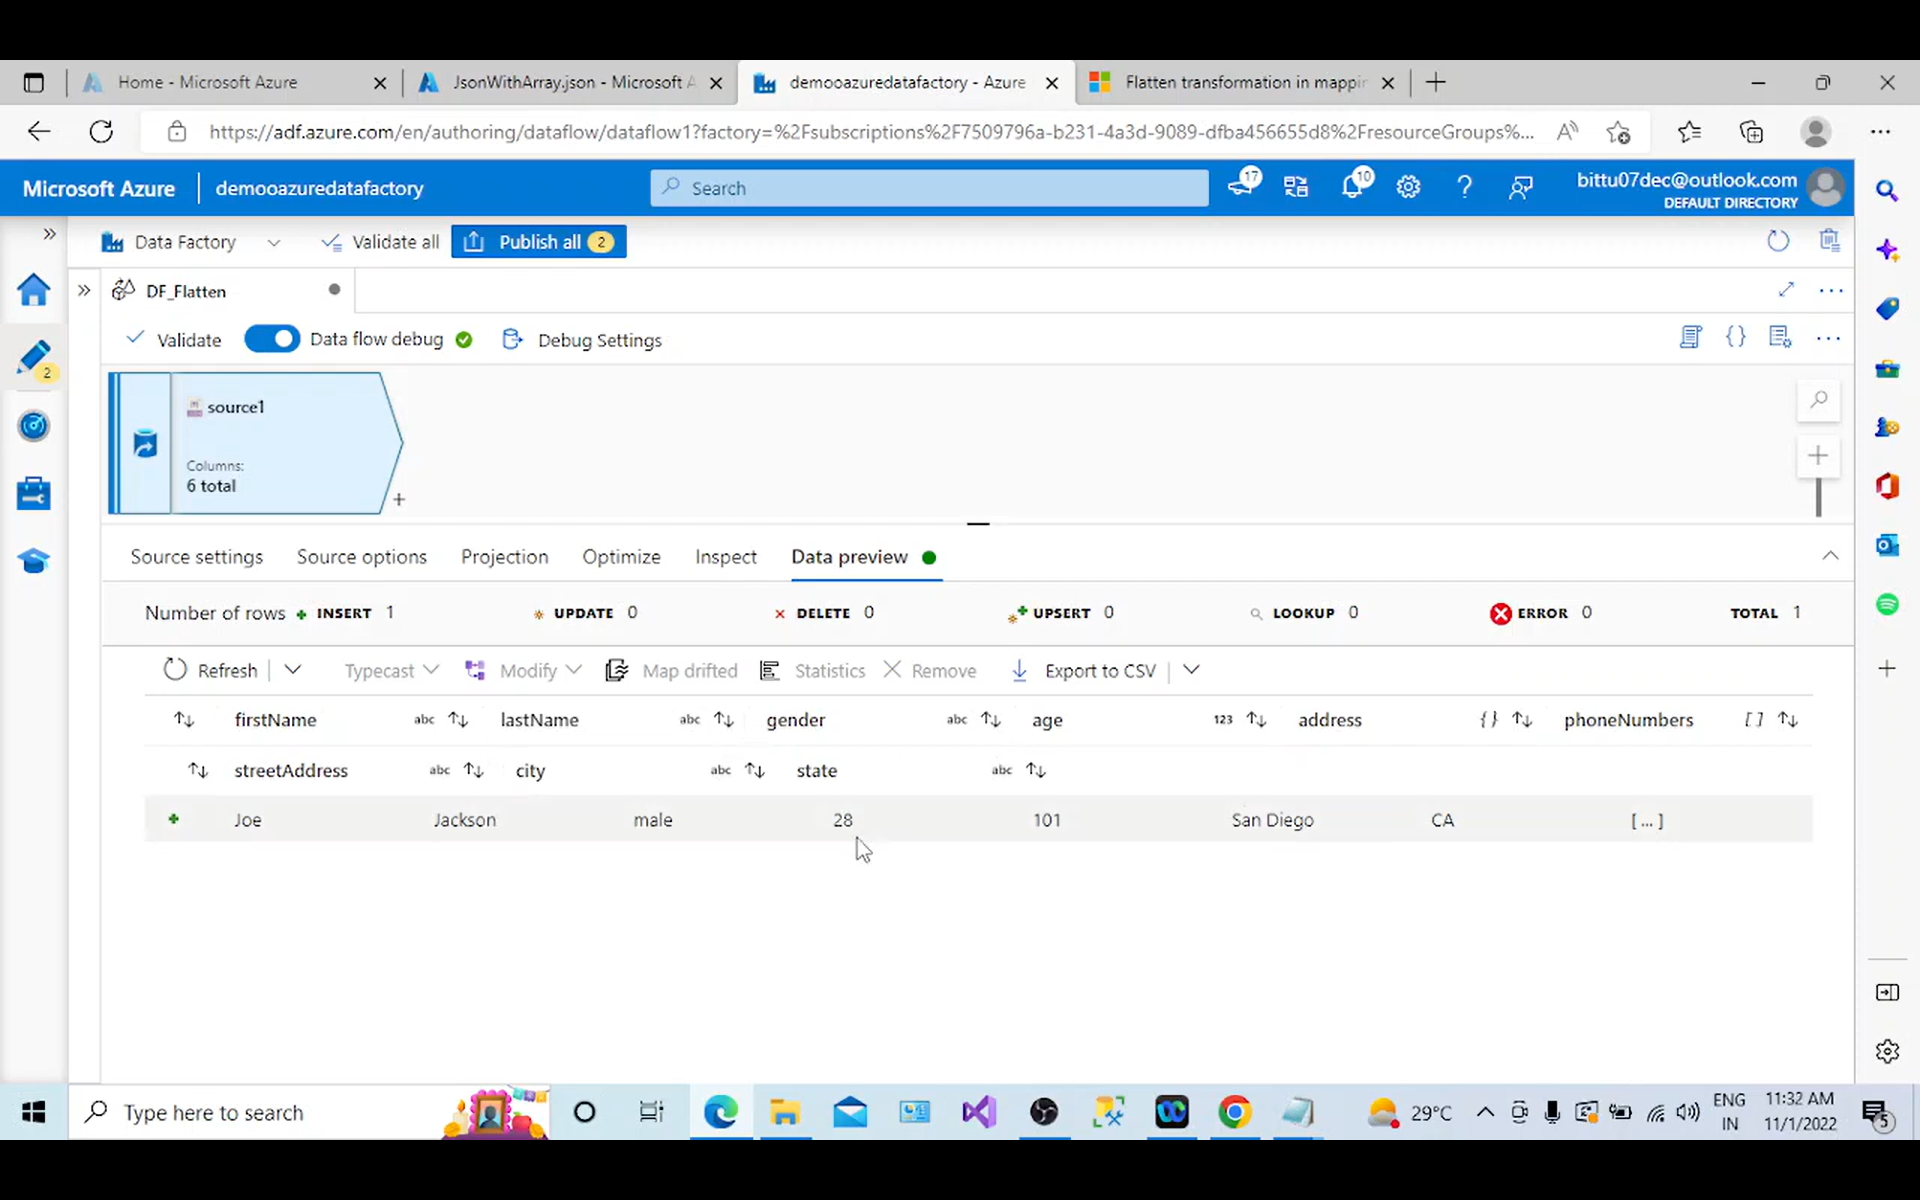 Home - Microsoft Azure
JsonWithArray.json - Microsoft A
demooazuredatafactory - Azure
Flatten transformation in mappin
https://adf.azure.com/en/authoring/dataflow/dataflow1?factory=%2Fsubscriptions%2F7509796a-b231-4a3d-9089-dfba456655d8%2FresourceGroups%...
Microsoft Azure
demooazuredatafactory
Search
17
10
bittu07dec@outlook.com
DEFAULT DIRECTORY
Data Factory
Validate all
Publish all 2
DF_Flatten
Validate
Data flow debug
Debug Settings
2
source1
Columns:
6 total
Source settings
Source options
Projection
Optimize
Inspect
Data preview
Number of rows INSERT 1 UPDATE 0 DELETE 0 UPSERT 0 LOOKUP 0 ERROR 0 TOTAL 1
Refresh Typecast Modify Map drifted Statistics Remove Export to CSV
firstName abc lastName abc gender abc age 123 address {} phoneNumbers []
streetAddress abc city abc state abc
Joe Jackson male 28 101 San Diego CA [...]
Type here to search
29°C
ENG
IN
11:32 AM
11/1/2022
5